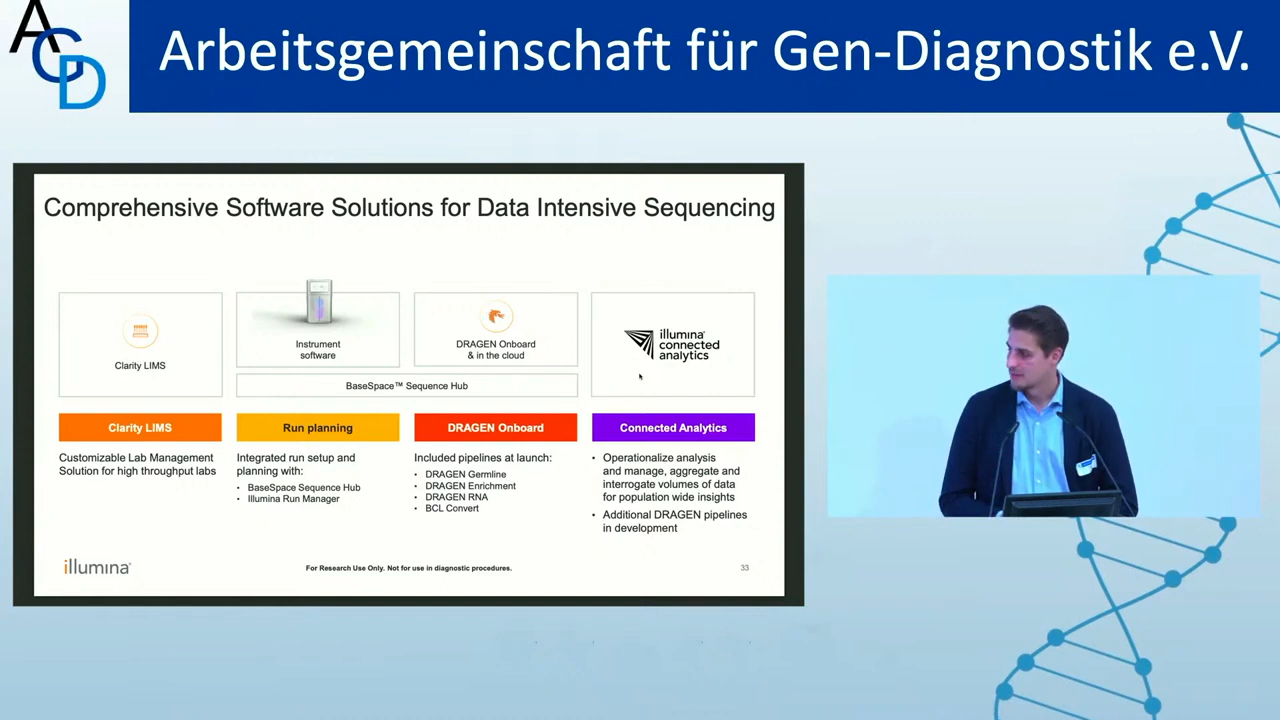 AGD
Arbeitsgemeinschaft für Gen-Diagnostik e.V.
Comprehensive Software Solutions for Data Intensive Sequencing
Clarity LIMS
Instrument
software
DRAGEN Onboard
& in the cloud
illumina®
connected
analytics
BaseSpace™ Sequence Hub
Clarity LIMS
Run planning
DRAGEN Onboard
Connected Analytics
Customizable Lab Management
Solution for high throughput labs
Integrated run setup and
planning with:
• BaseSpace Sequence Hub
• Illumina Run Manager
Included pipelines at launch:
• DRAGEN Germline
• DRAGEN Enrichment
• DRAGEN RNA
• BCL Convert
• Operationalize analysis
and manage, aggregate and
interrogate volumes of data
for population wide insights
• Additional DRAGEN pipelines
in development
illumina®
For Research Use Only. Not for use in diagnostic procedures.
33